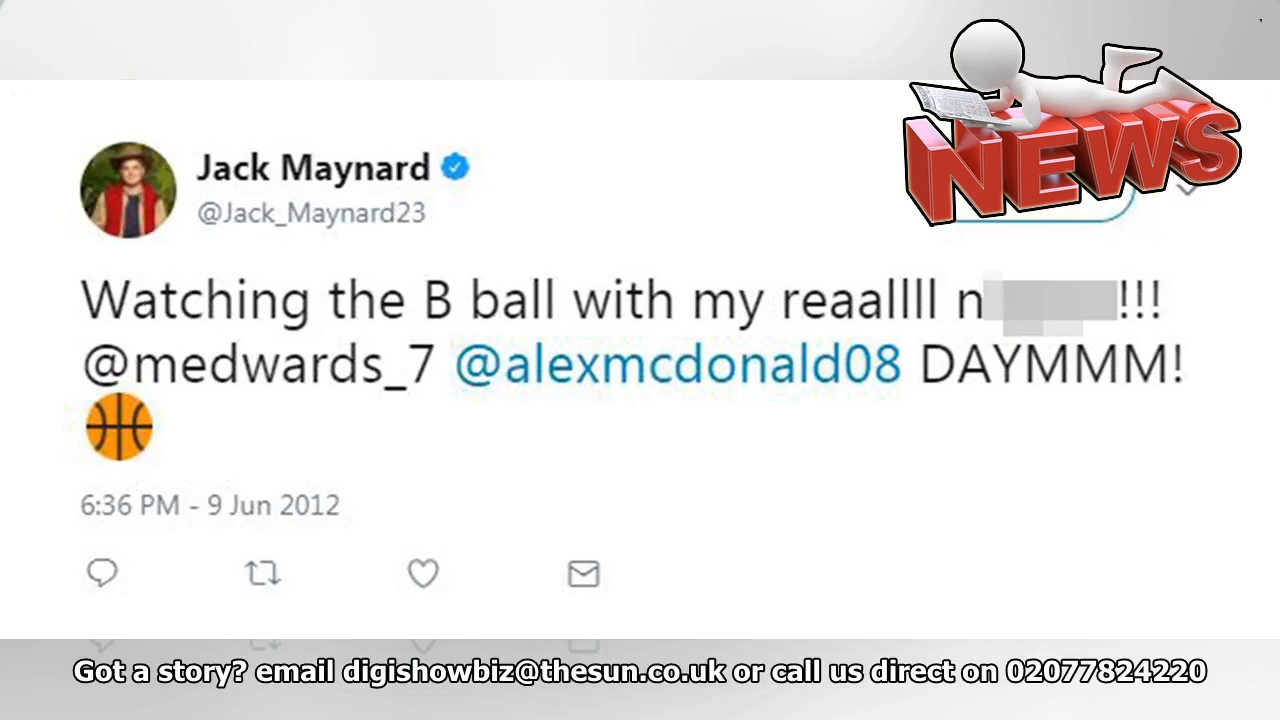 NEWS
Jack Maynard
@Jack_Maynard23
Watching the B ball with my reaallll n !!!
@medwards_7 @alexmcdonald08 DAYMMM!
6:36 PM - 9 Jun 2012
Got a story? email digishowbiz@thesun.co.uk or call us direct on 02077824220